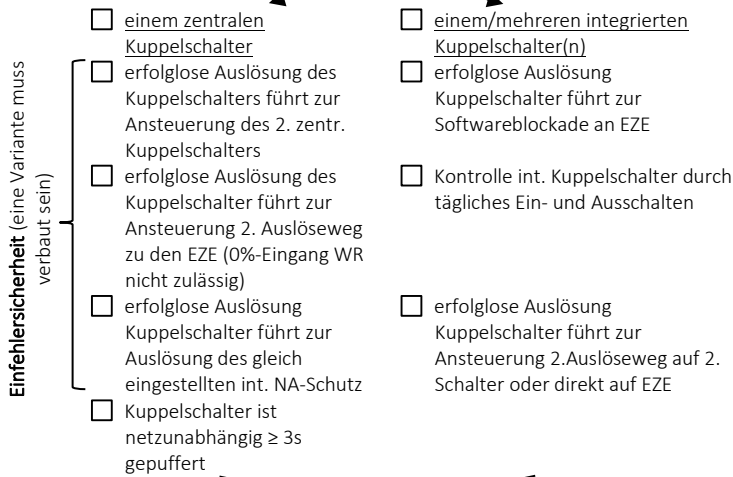 einem zentralen
Kuppelschalter
erfolglose Auslösung des
Kuppelschalters führt zur
Ansteuerung des 2. zentr.
Kuppelschalters
erfolglose Auslösung des
Kuppelschalter führt zur
Ansteuerung 2. Auslöseweg
zu den EZE (0%-Eingang WR
nicht zulässig)
erfolglose Auslösung
Kuppelschalter führt zur
Auslösung des gleich
eingestellten int. NA-Schutz
Kuppelschalter ist
netzunabhängig ≥ 3s
gepuffert
einem/mehreren integrierten
Kuppelschalter(n)
erfolglose Auslösung
Kuppelschalter führt zur
Softwareblockade an EZE
Kontrolle int. Kuppelschalter durch
tägliches Ein- und Ausschalten
erfolglose Auslösung
Kuppelschalter führt zur
Ansteuerung 2.Auslöseweg auf 2.
Schalter oder direkt auf EZE
Einfehlersicherheit (eine Variante muss
verbaut sein)